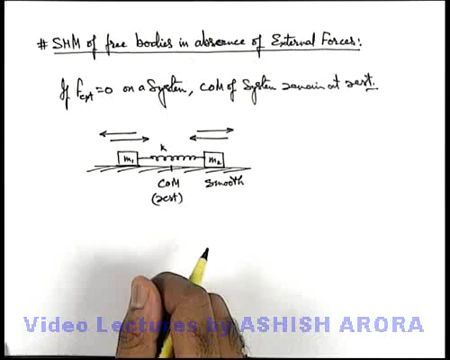 # SHM of free bodies in absence of External Forces:
If Fext=0 on a System, COM of System remain at rest.
k
m1 m2
COM Smooth
(rest)
Video Lectures by ASHISH ARORA